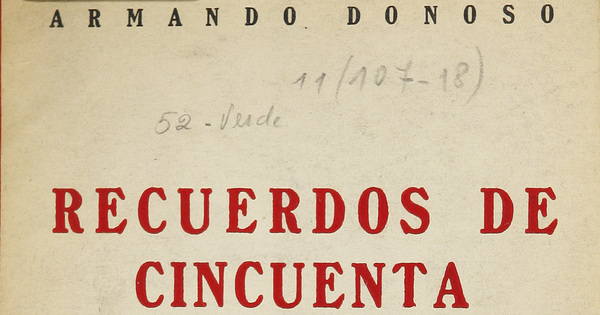 ARMANDO DONOSO
11(107-18)
52-Verde
RECUERDOS DE
CINCUENTA